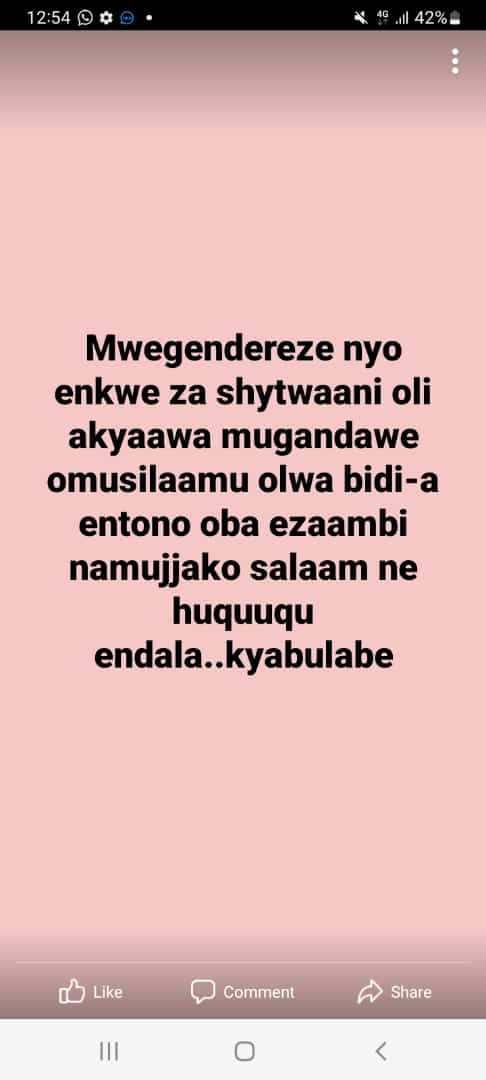 12:54 4G 42%
Mwegendereze nyo
enkwe za shytwaani oli
akyaawa mugandawe
omusilaamu olwa bidi-a
entono oba ezaambi
namujjako salaam ne
huquuqu
endala..kyabulabe
Like Comment Share